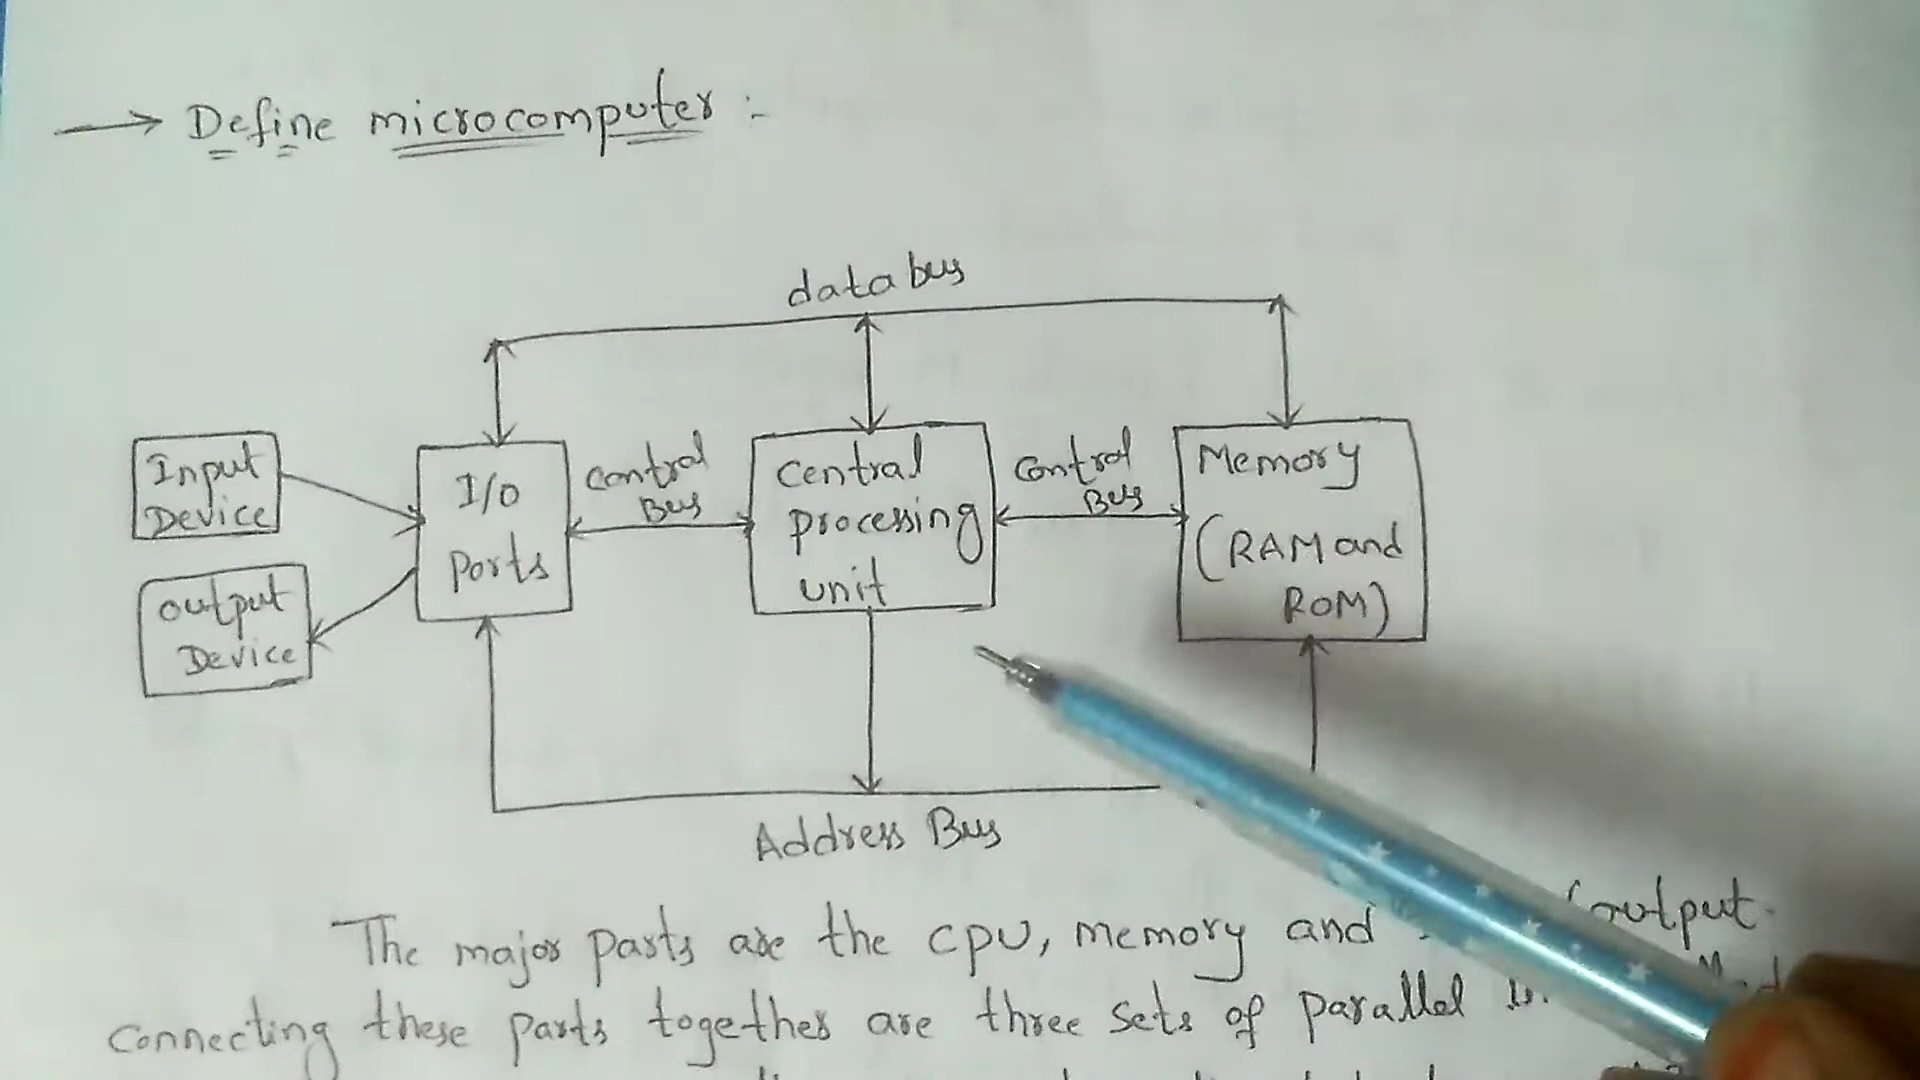 → Define microcomputer :-
data bus
Input
Device
output
Device
I/O
Ports
Control
Bus
Central
processing
unit
Control
Bus
Memory
(RAM and
ROM)
Address Bus
The major parts are the CPU, memory and output
Connecting these parts together are three sets of parallel